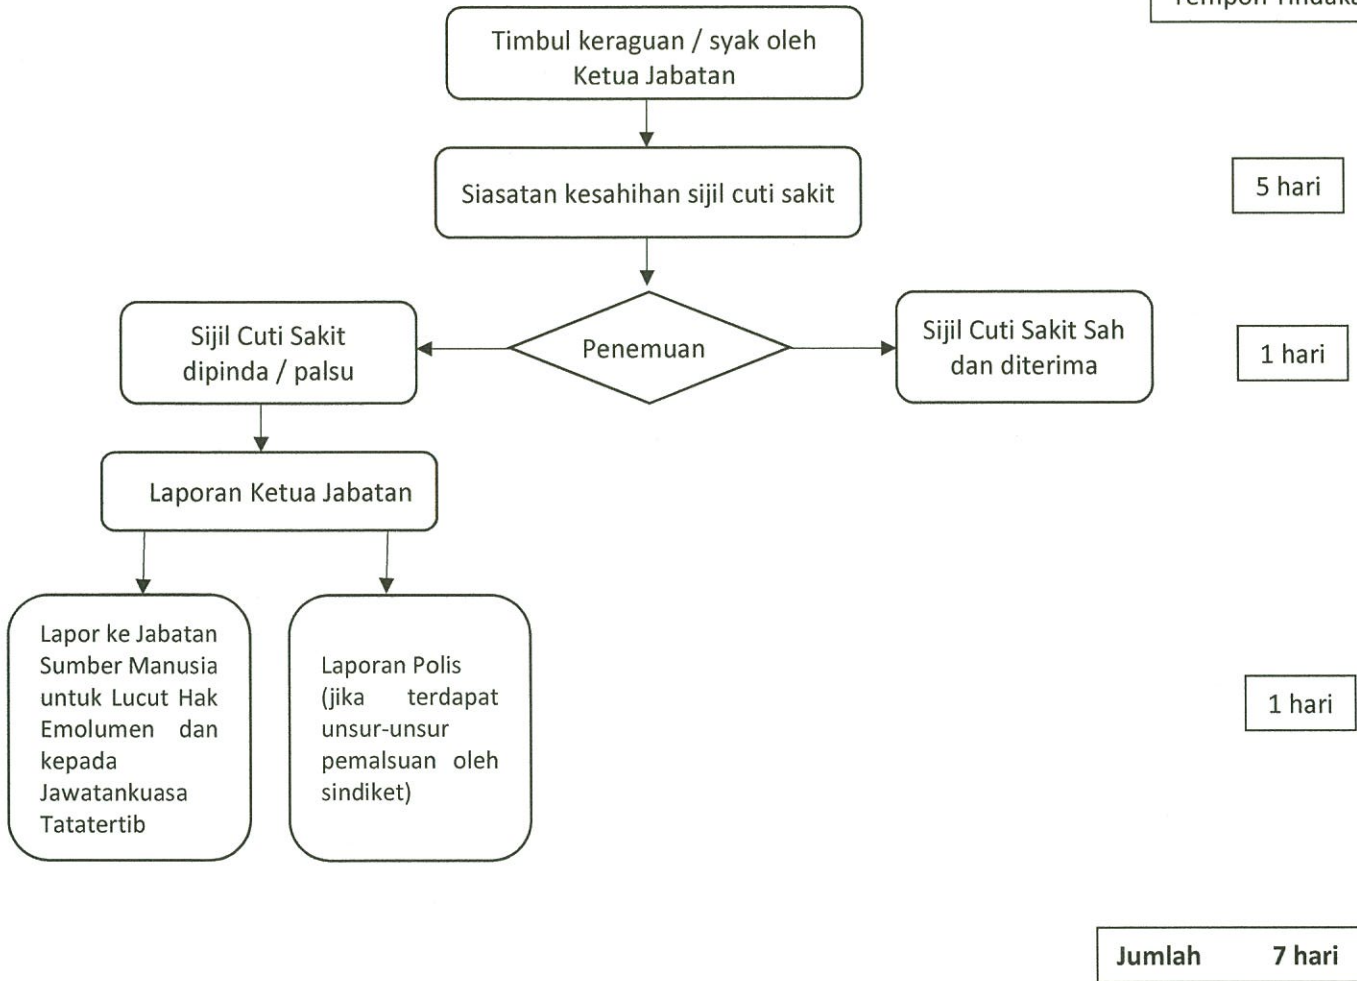 Tempoh Tindaka
Timbul keraguan / syak oleh
Ketua Jabatan
Siasatan kesahihan sijil cuti sakit
5 hari
Sijil Cuti Sakit
dipinda / palsu
Penemuan
Sijil Cuti Sakit Sah
dan diterima
1 hari
Laporan Ketua Jabatan
Lapor ke Jabatan
Sumber Manusia
untuk Lucut Hak
Emolumen dan
kepada
Jawatankuasa
Tatatertib
Laporan Polis
(jika terdapat
unsur-unsur
pemalsuan oleh
sindiket)
1 hari
Jumlah 7 hari